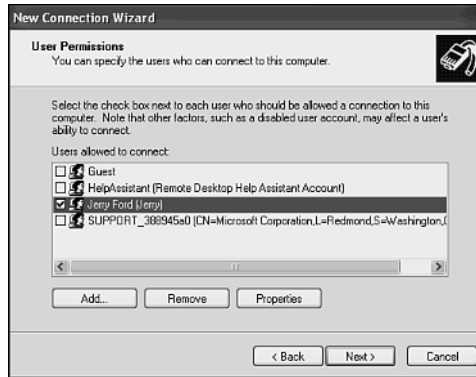 New Connection Wizard
User Permissions
You can specify the users who can connect to this computer.
Select the check box next to each user who should be allowed a connection to this
computer. Note that other factors, such as a disabled user account, may affect a user's
ability to connect.
Users allowed to connect:
Guest
HelpAssistant (Remote Desktop Help Assistant Account)
Jerry Ford (Jerry)
SUPPORT_388945a0 (CN=Microsoft Corporation,L=Redmond,S=Washington,
Add... Remove Properties
< Back Next > Cancel